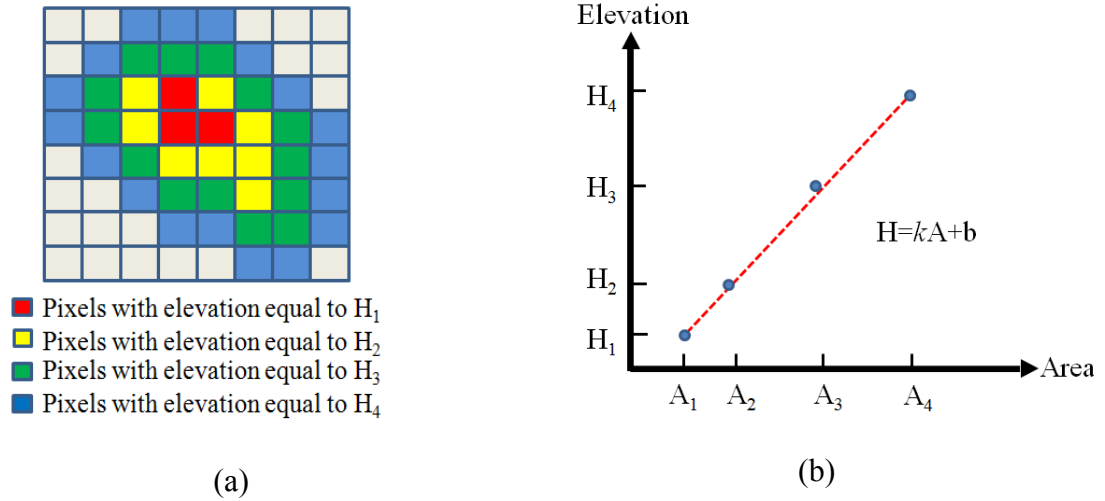 Pixels with elevation equal to H₁
Pixels with elevation equal to H₂
Pixels with elevation equal to H₃
Pixels with elevation equal to H₄
(a)
Elevation
H₄
H₃
H₂
H₁
H=kA+b
Area
A₁ A₂ A₃ A₄
(b)